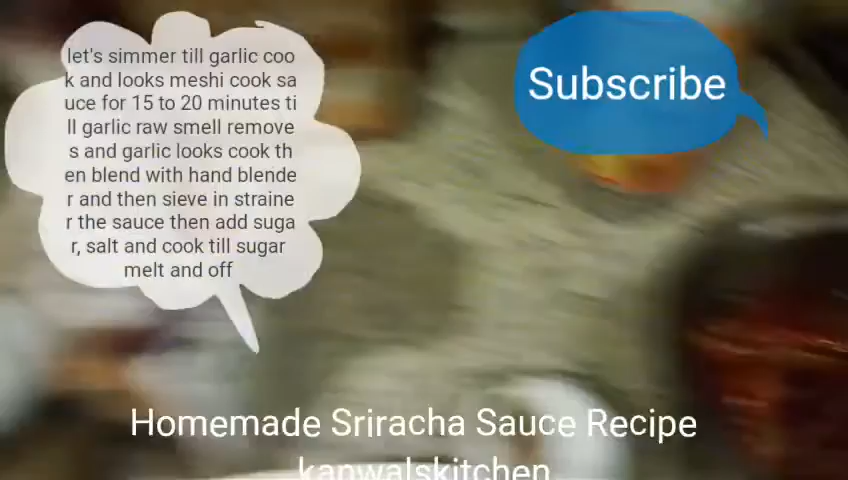 let's simmer till garlic coo
k and looks meshi cook sa
uce for 15 to 20 minutes ti
ll garlic raw smell remove
s and garlic looks cook th
en blend with hand blende
r and then sieve in straine
r the sauce then add suga
r, salt and cook till sugar
melt and off
Subscribe
Homemade Sriracha Sauce Recipe
kanwalskitchen